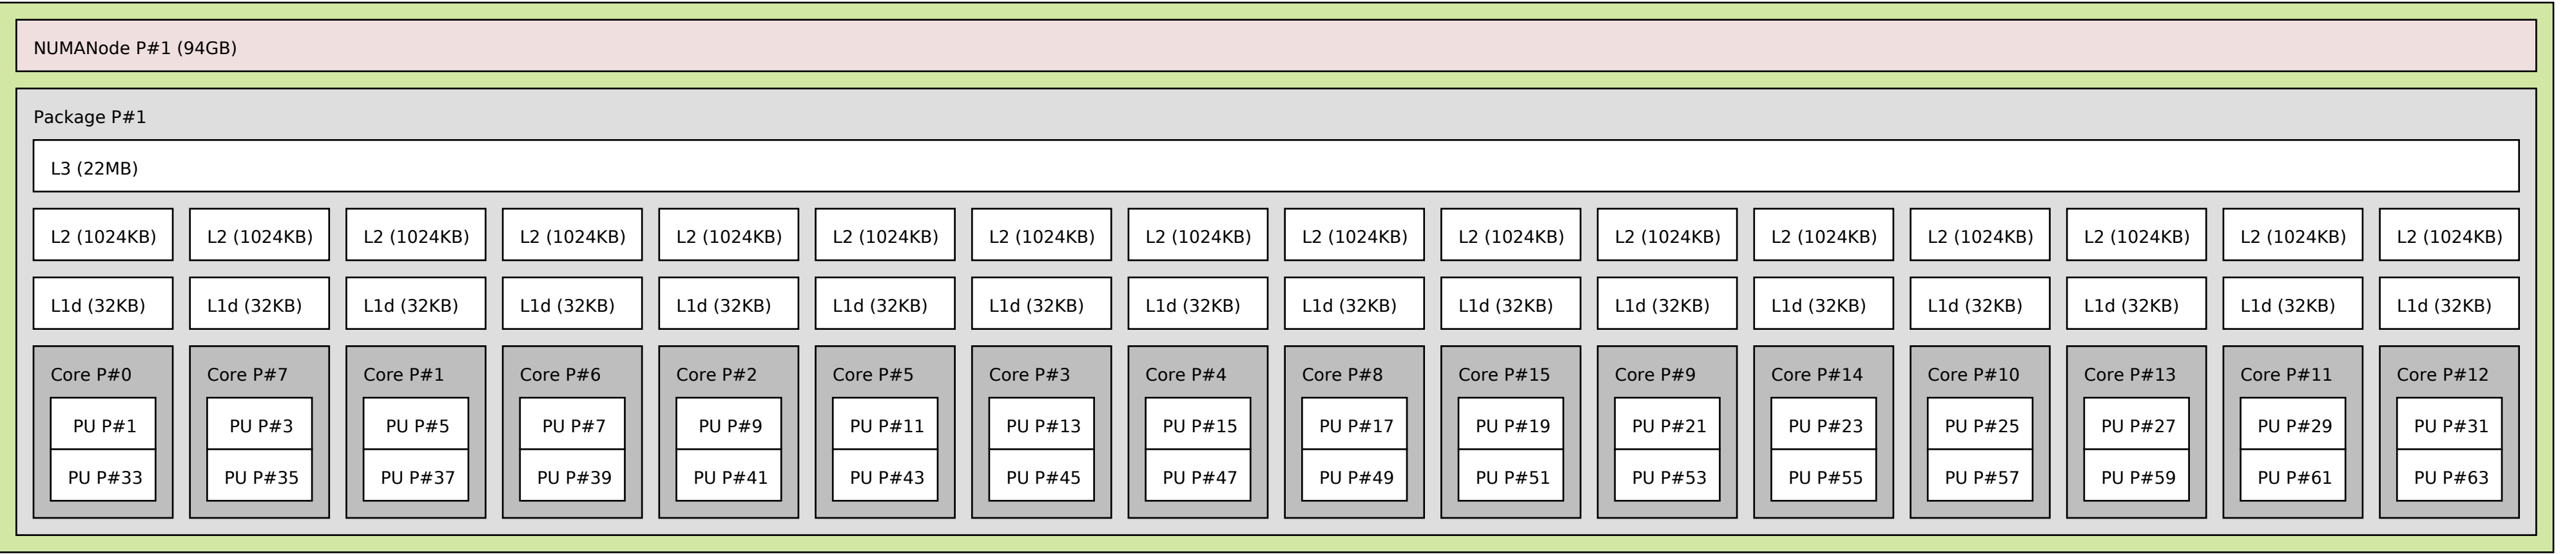 NUMANode P#1 (94GB)
Package P#1
L3 (22MB)
L2 (1024KB) L2 (1024KB) L2 (1024KB) L2 (1024KB) L2 (1024KB) L2 (1024KB) L2 (1024KB) L2 (1024KB) L2 (1024KB) L2 (1024KB) L2 (1024KB) L2 (1024KB) L2 (1024KB) L2 (1024KB) L2 (1024KB) L2 (1024KB)
L1d (32KB) L1d (32KB) L1d (32KB) L1d (32KB) L1d (32KB) L1d (32KB) L1d (32KB) L1d (32KB) L1d (32KB) L1d (32KB) L1d (32KB) L1d (32KB) L1d (32KB) L1d (32KB) L1d (32KB) L1d (32KB)
Core P#0 Core P#7 Core P#1 Core P#6 Core P#2 Core P#5 Core P#3 Core P#4 Core P#8 Core P#15 Core P#9 Core P#14 Core P#10 Core P#13 Core P#11 Core P#12
PU P#1 PU P#3 PU P#5 PU P#7 PU P#9 PU P#11 PU P#13 PU P#15 PU P#17 PU P#19 PU P#21 PU P#23 PU P#25 PU P#27 PU P#29 PU P#31
PU P#33 PU P#35 PU P#37 PU P#39 PU P#41 PU P#43 PU P#45 PU P#47 PU P#49 PU P#51 PU P#53 PU P#55 PU P#57 PU P#59 PU P#61 PU P#63